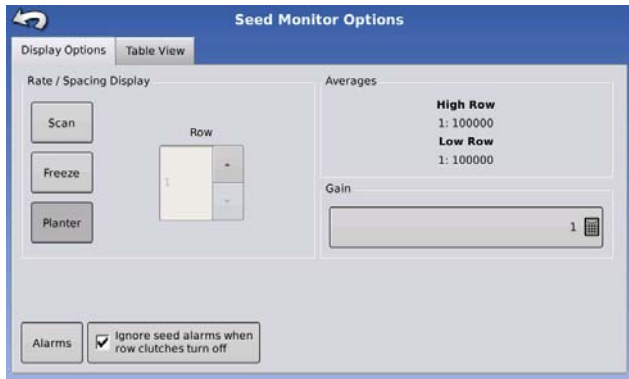 Seed Monitor Options
Display Options
Table View
Rate / Spacing Display
Scan
Freeze
Planter
Row
1
Averages
High Row
1: 100000
Low Row
1: 100000
Gain
1
Alarms
Ignore seed alarms when
row clutches turn off